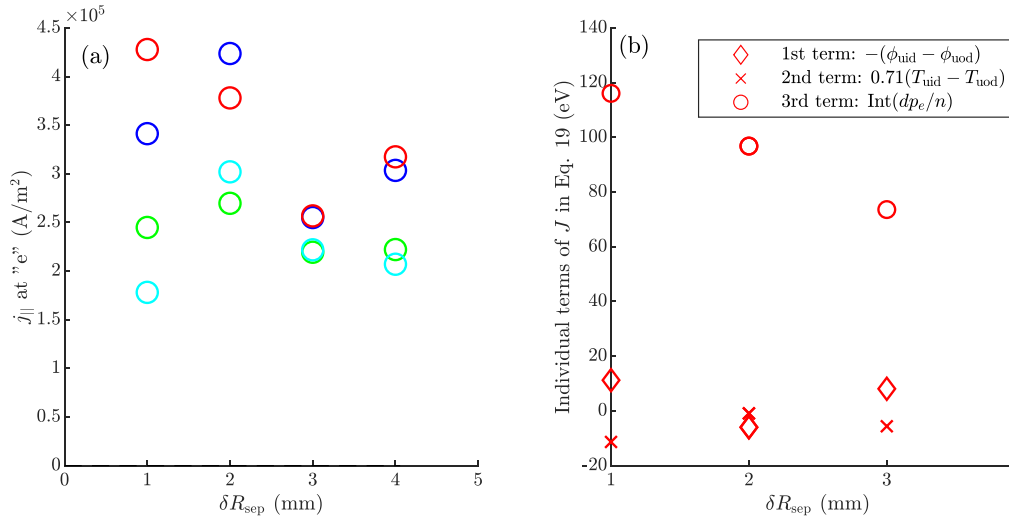 ×10⁵
4.5
4
3.5
3
2.5
2
1.5
1
0.5
0
(a)
j|| at "e" (A/m²)
0 1 2 3 4 5
δRsep (mm)
140
120
100
80
60
40
20
0
-20
(b)
Individual terms of J in Eq. 19 (eV)
1st term: −(ϕuid − ϕuod)
2nd term: 0.71(Tuid − Tuod)
3rd term: Int(dpe/n)
1 2 3
δRsep (mm)